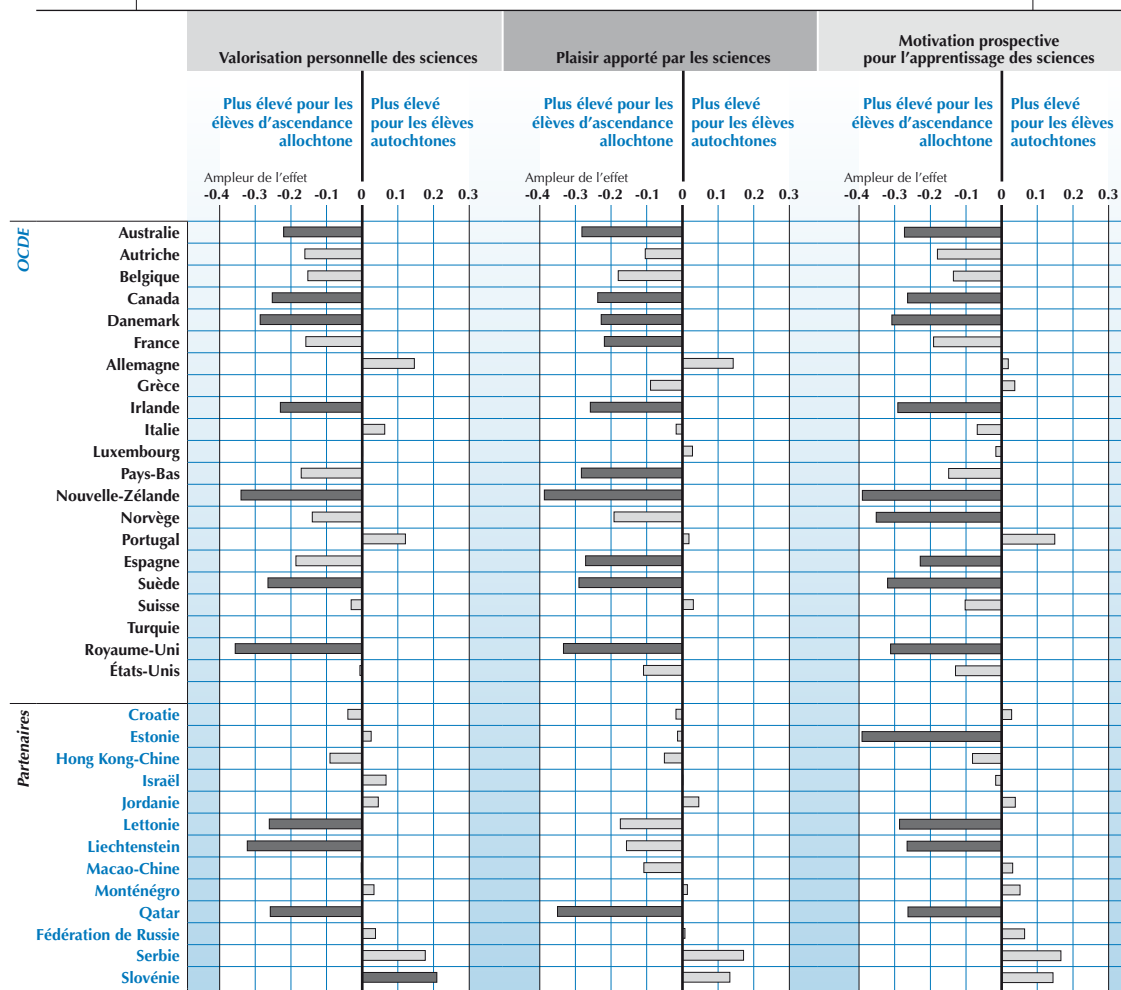 Valorisation personnelle des sciences
Plaisir apporté par les sciences
Motivation prospective
pour l'apprentissage des sciences
Plus élevé pour les
élèves d'ascendance
allochtone
Plus élevé
pour les élèves
autochtones
Plus élevé pour les
élèves d'ascendance
allochtone
Plus élevé
pour les élèves
autochtones
Plus élevé pour les
élèves d'ascendance
allochtone
Plus élevé
pour les élèves
autochtones
Ampleur de l'effet
Ampleur de l'effet
Ampleur de l'effet
-0.4 -0.3 -0.2 -0.1 0 0.1 0.2 0.3
-0.4 -0.3 -0.2 -0.1 0 0.1 0.2 0.3
-0.4 -0.3 -0.2 -0.1 0 0.1 0.2 0.3
OCDE
Australie
Autriche
Belgique
Canada
Danemark
France
Allemagne
Grèce
Irlande
Italie
Luxembourg
Pays-Bas
Nouvelle-Zélande
Norvège
Portugal
Espagne
Suède
Suisse
Turquie
Royaume-Uni
États-Unis
Partenaires
Croatie
Estonie
Hong Kong-Chine
Israël
Jordanie
Lettonie
Liechtenstein
Macao-Chine
Monténégro
Qatar
Fédération de Russie
Serbie
Slovénie